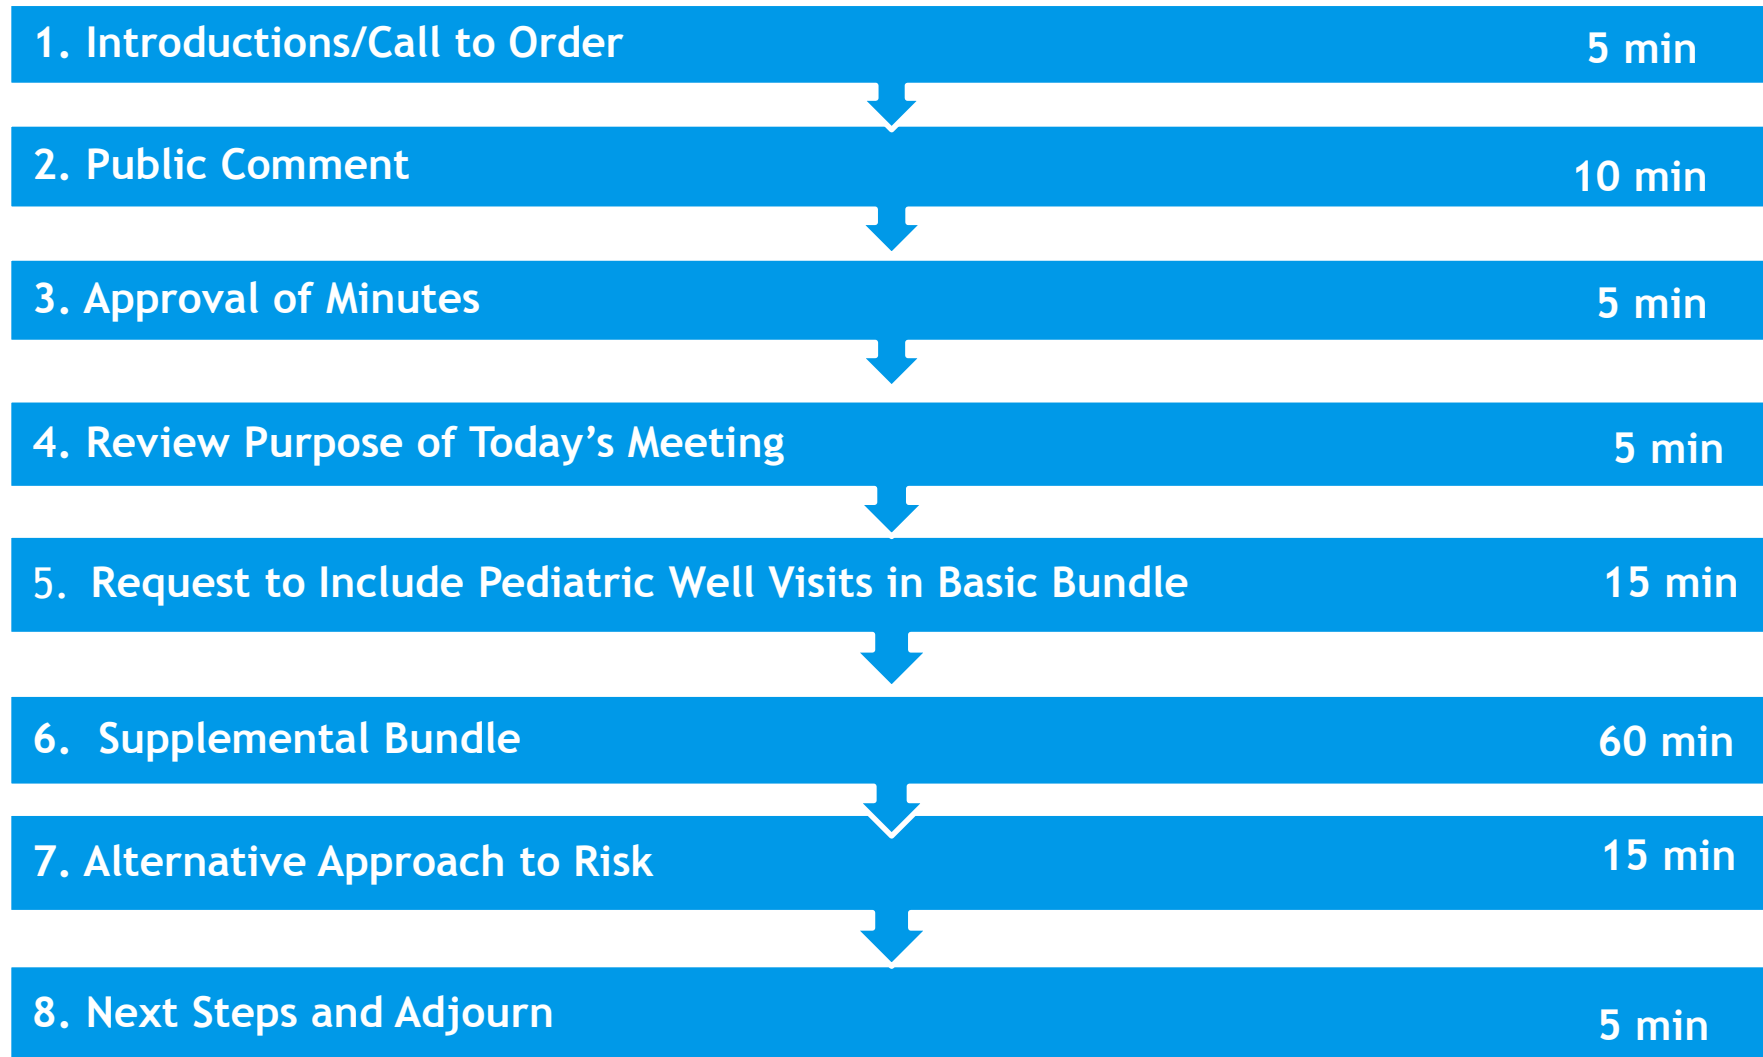 1. Introductions/Call to Order 5 min
2. Public Comment 10 min
3. Approval of Minutes 5 min
4. Review Purpose of Today’s Meeting 5 min
5. Request to Include Pediatric Well Visits in Basic Bundle 15 min
6. Supplemental Bundle 60 min
7. Alternative Approach to Risk 15 min
8. Next Steps and Adjourn 5 min